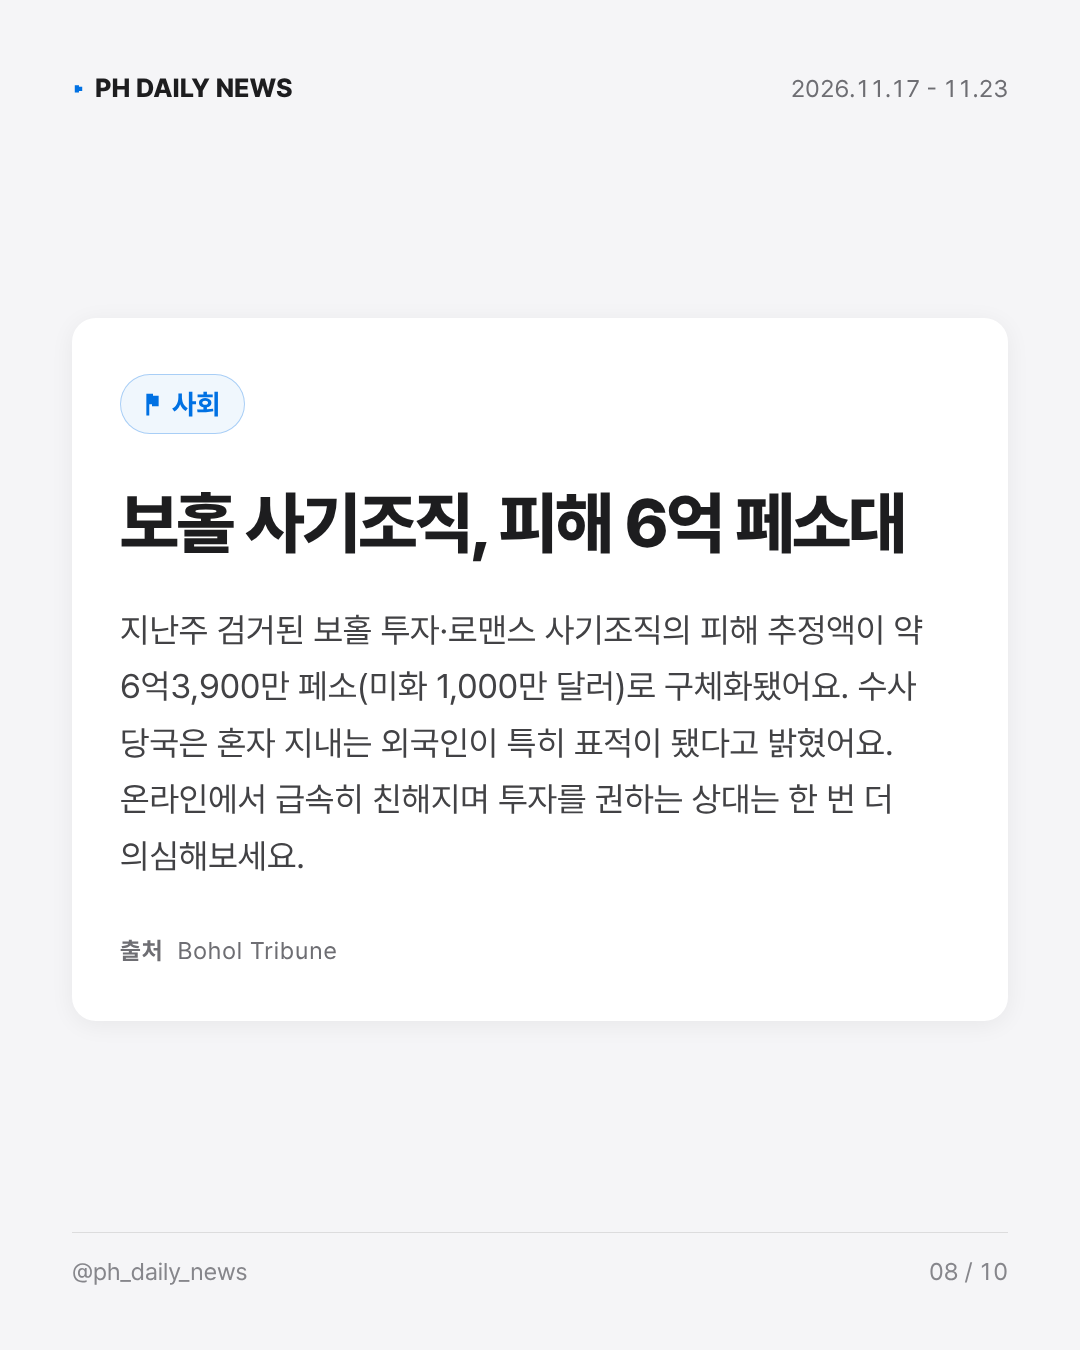 PH DAILY NEWS
2026.11.17 - 11.23
사회
보홀 사기조직, 피해 6억 페소대
지난주 검거된 보홀 투자·로맨스 사기조직의 피해 추정액이 약
6억3,900만 페소(미화 1,000만 달러)로 구체화됐어요. 수사
당국은 혼자 지내는 외국인이 특히 표적이 됐다고 밝혔어요.
온라인에서 급속히 친해지며 투자를 권하는 상대는 한 번 더
의심해보세요.
출처 Bohol Tribune
@ph_daily_news
08 / 10